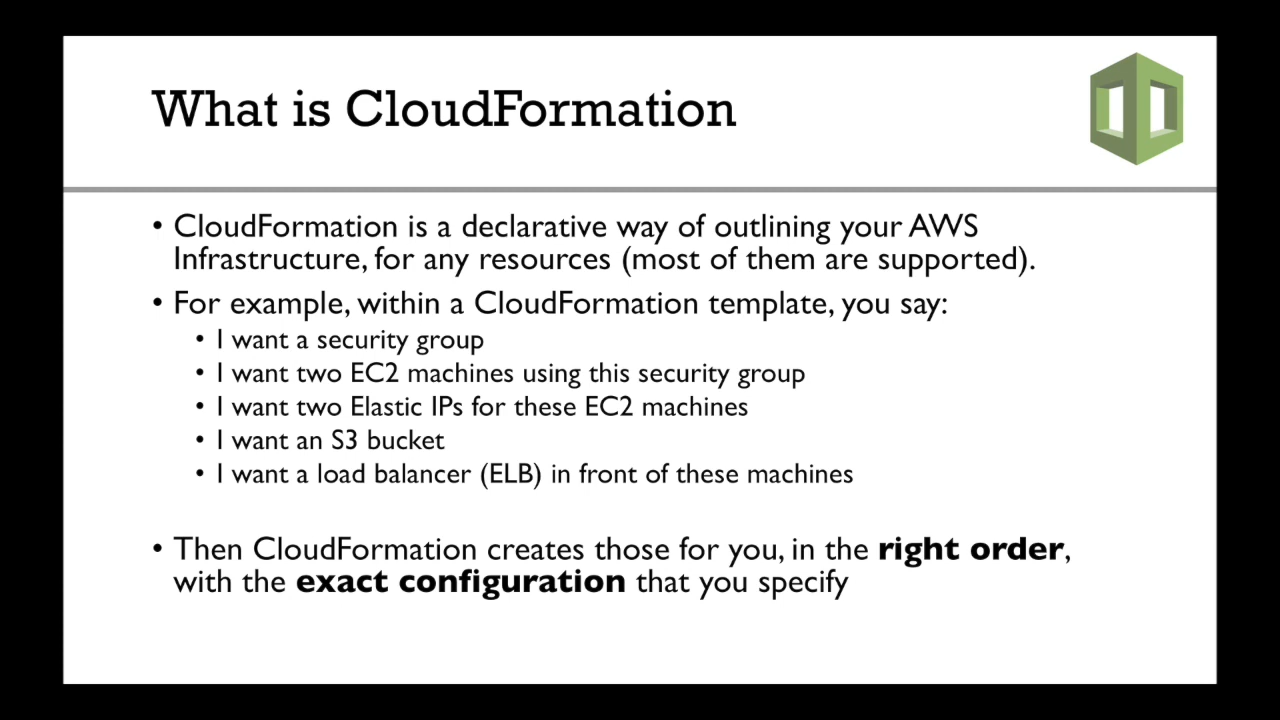 What is CloudFormation
• CloudFormation is a declarative way of outlining your AWS
Infrastructure, for any resources (most of them are supported).
• For example, within a CloudFormation template, you say:
• I want a security group
• I want two EC2 machines using this security group
• I want two Elastic IPs for these EC2 machines
• I want an S3 bucket
• I want a load balancer (ELB) in front of these machines
• Then CloudFormation creates those for you, in the right order,
with the exact configuration that you specify